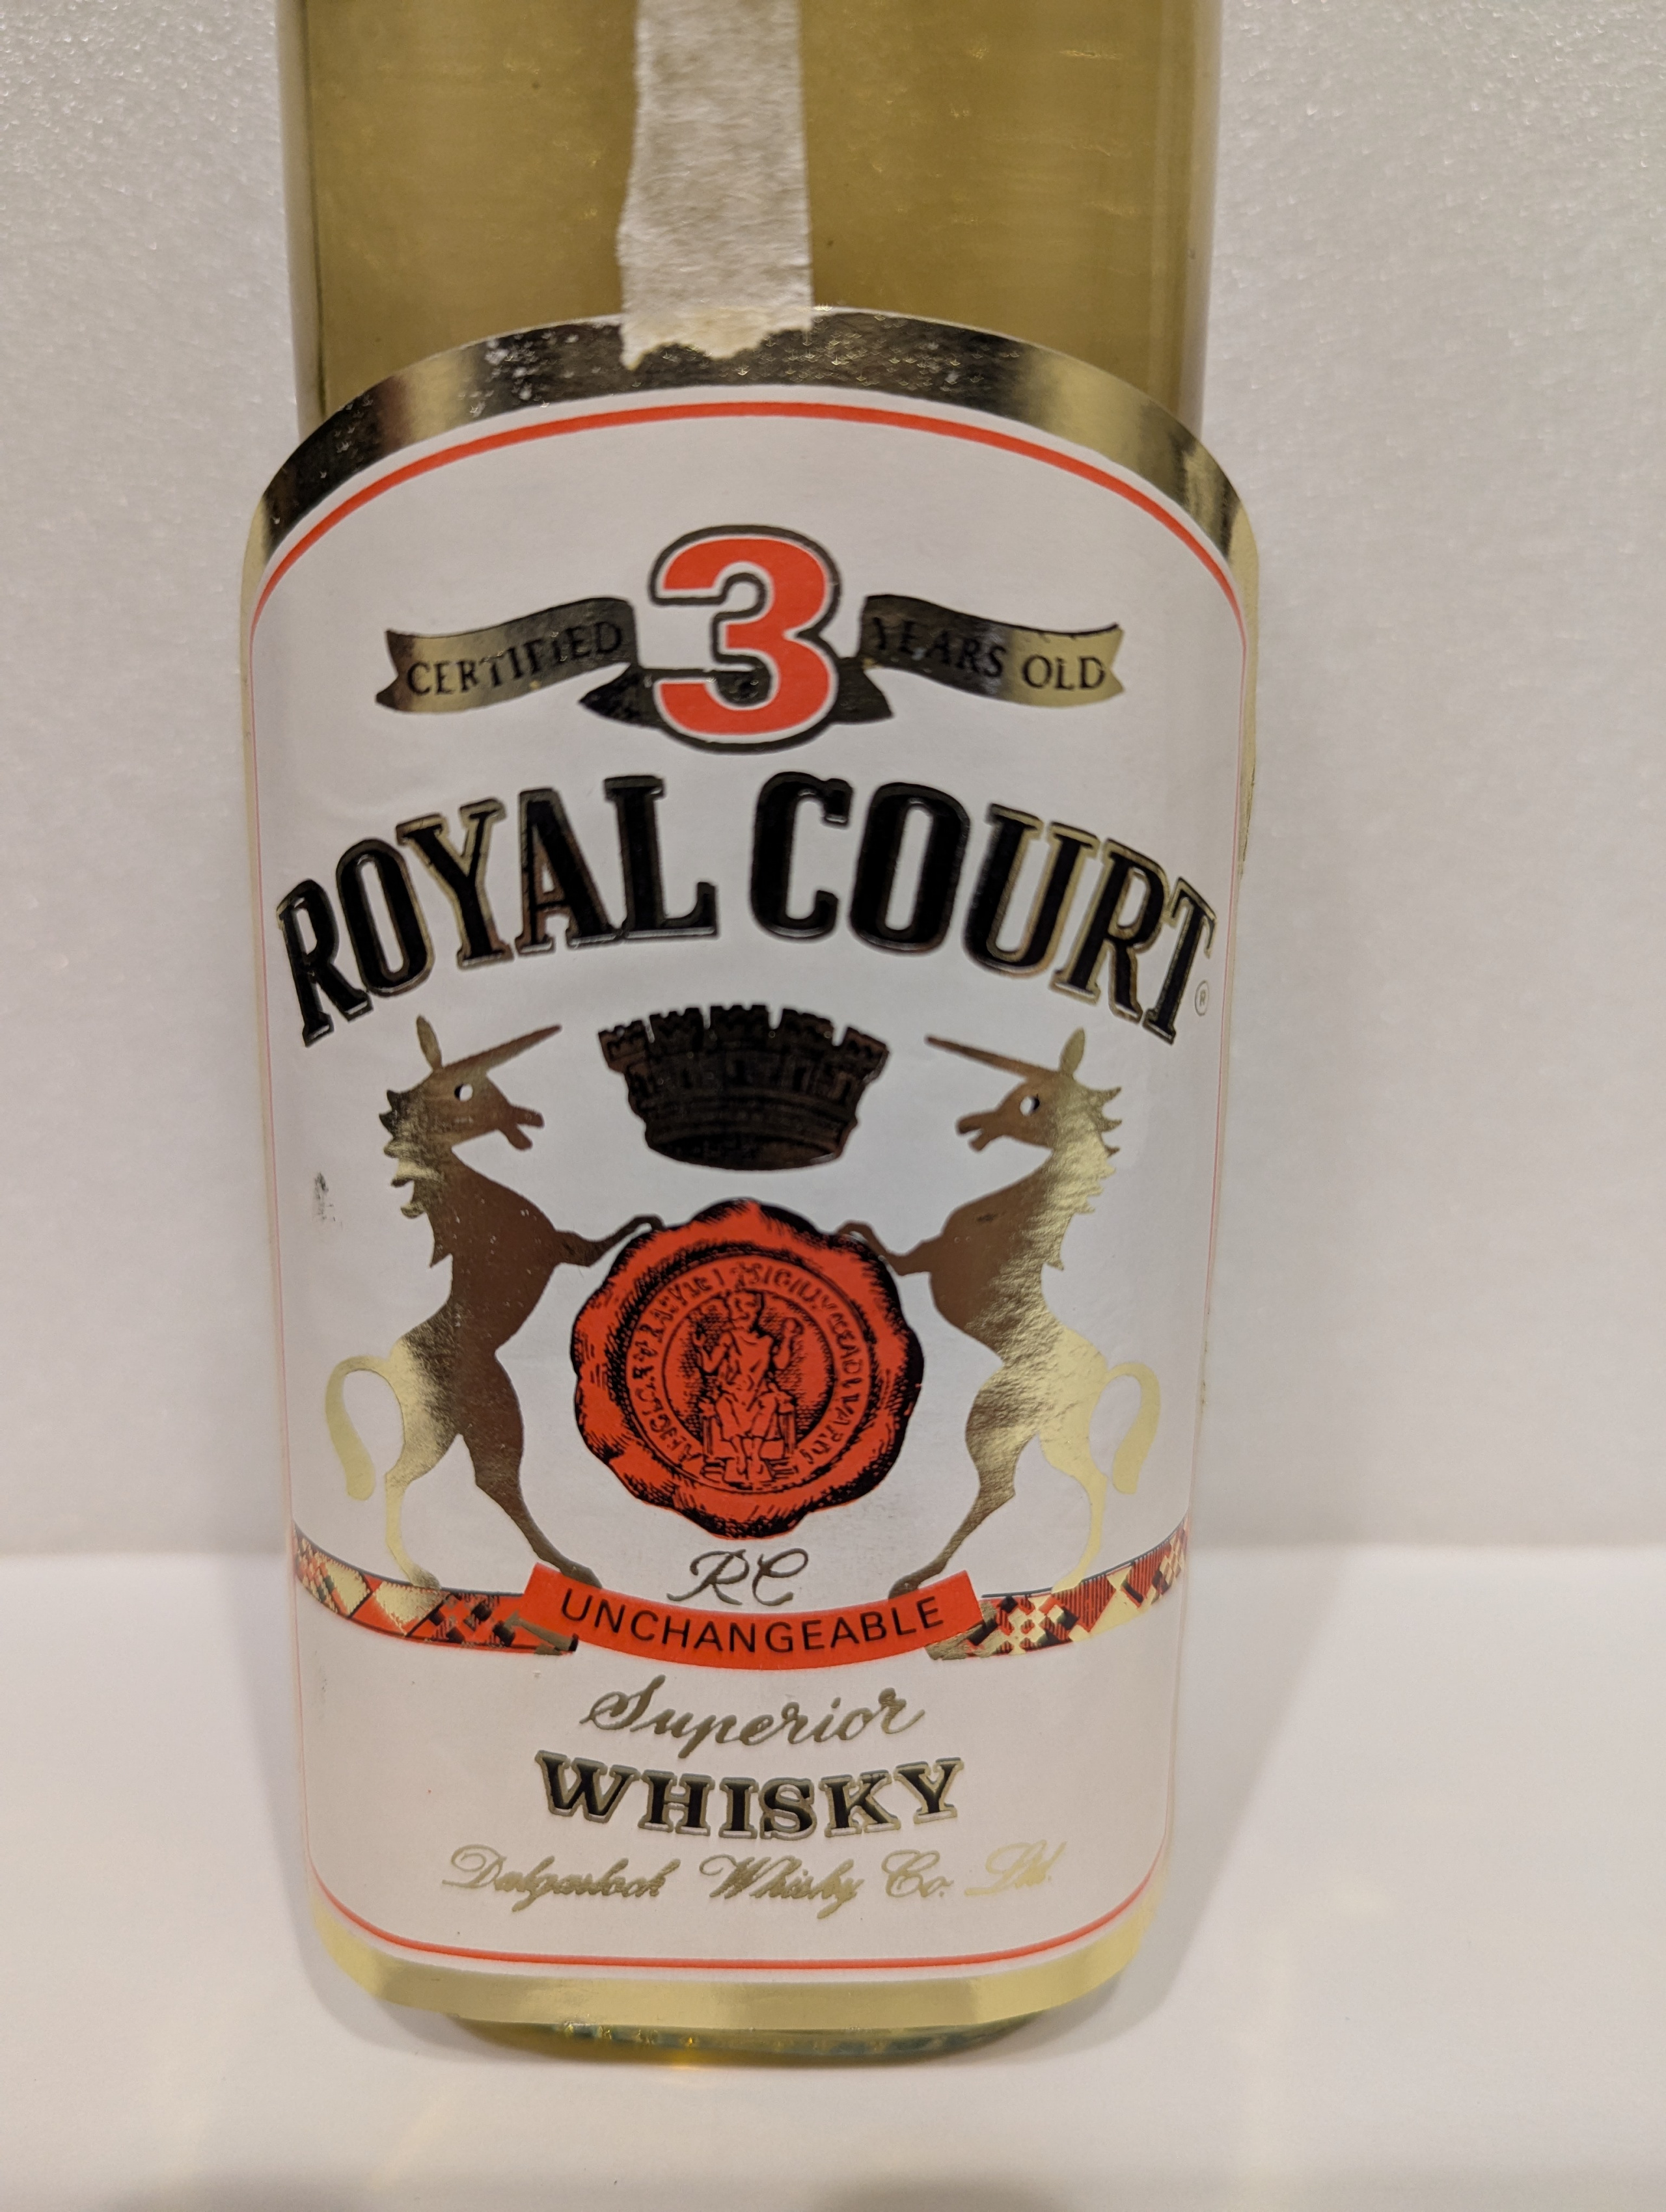 CERTIFIED 3 YEARS OLD
ROYAL COURT®
RC
UNCHANGEABLE
Superior
WHISKY
Whisky Co. Ltd.